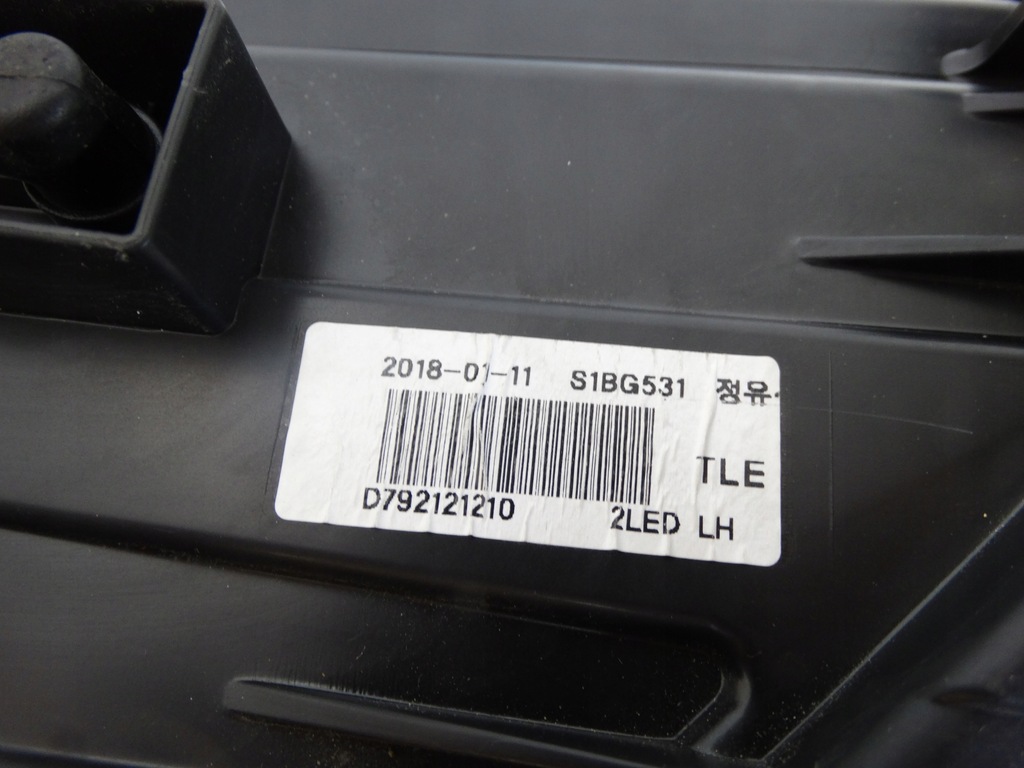 2018-01-11 S1BG531 정유
TLE
D792121210 2LED LH